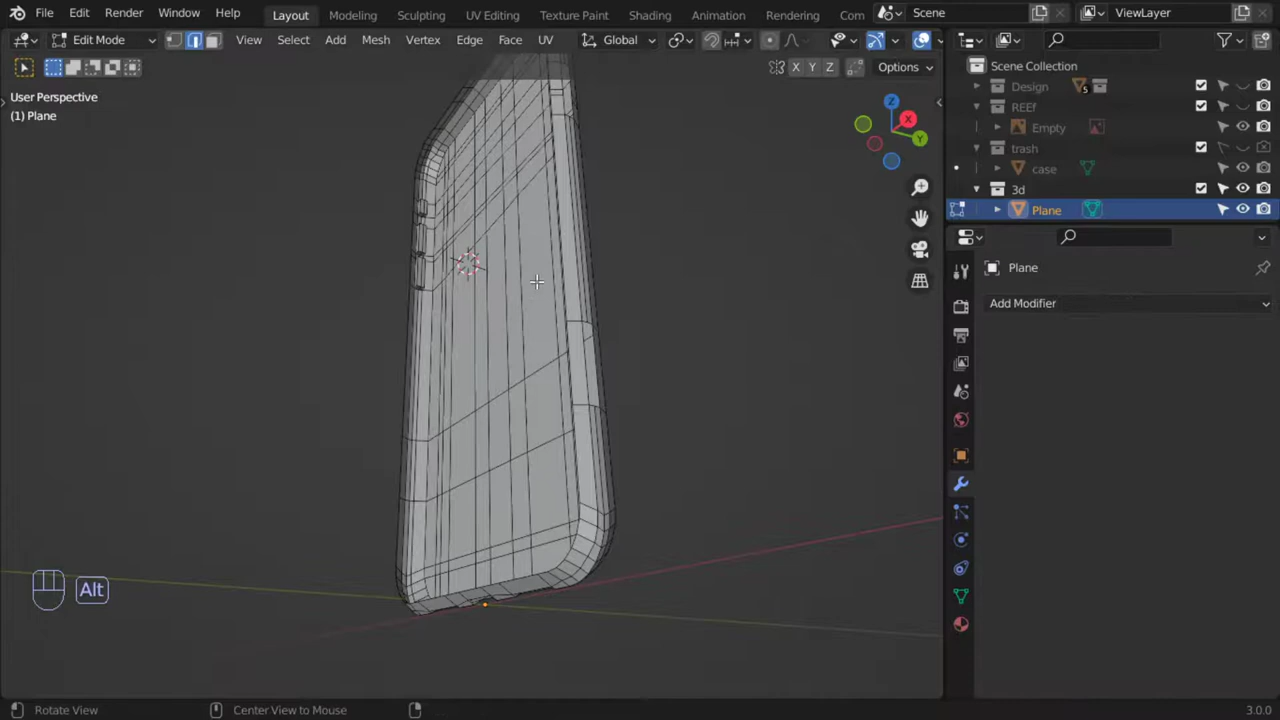 File Edit Render Window Help Layout Modeling Sculpting UV Editing Texture Paint Shading Animation Rendering Com Scene ViewLayer
Edit Mode View Select Add Mesh Vertex Edge Face UV Global
X Y Z Options
User Perspective
(1) Plane
Z
X
Y
Scene Collection
Design 5
REEf
Empty
trash
case
3d
Plane
Plane
Add Modifier
Alt
Rotate View Center View to Mouse 3.0.0